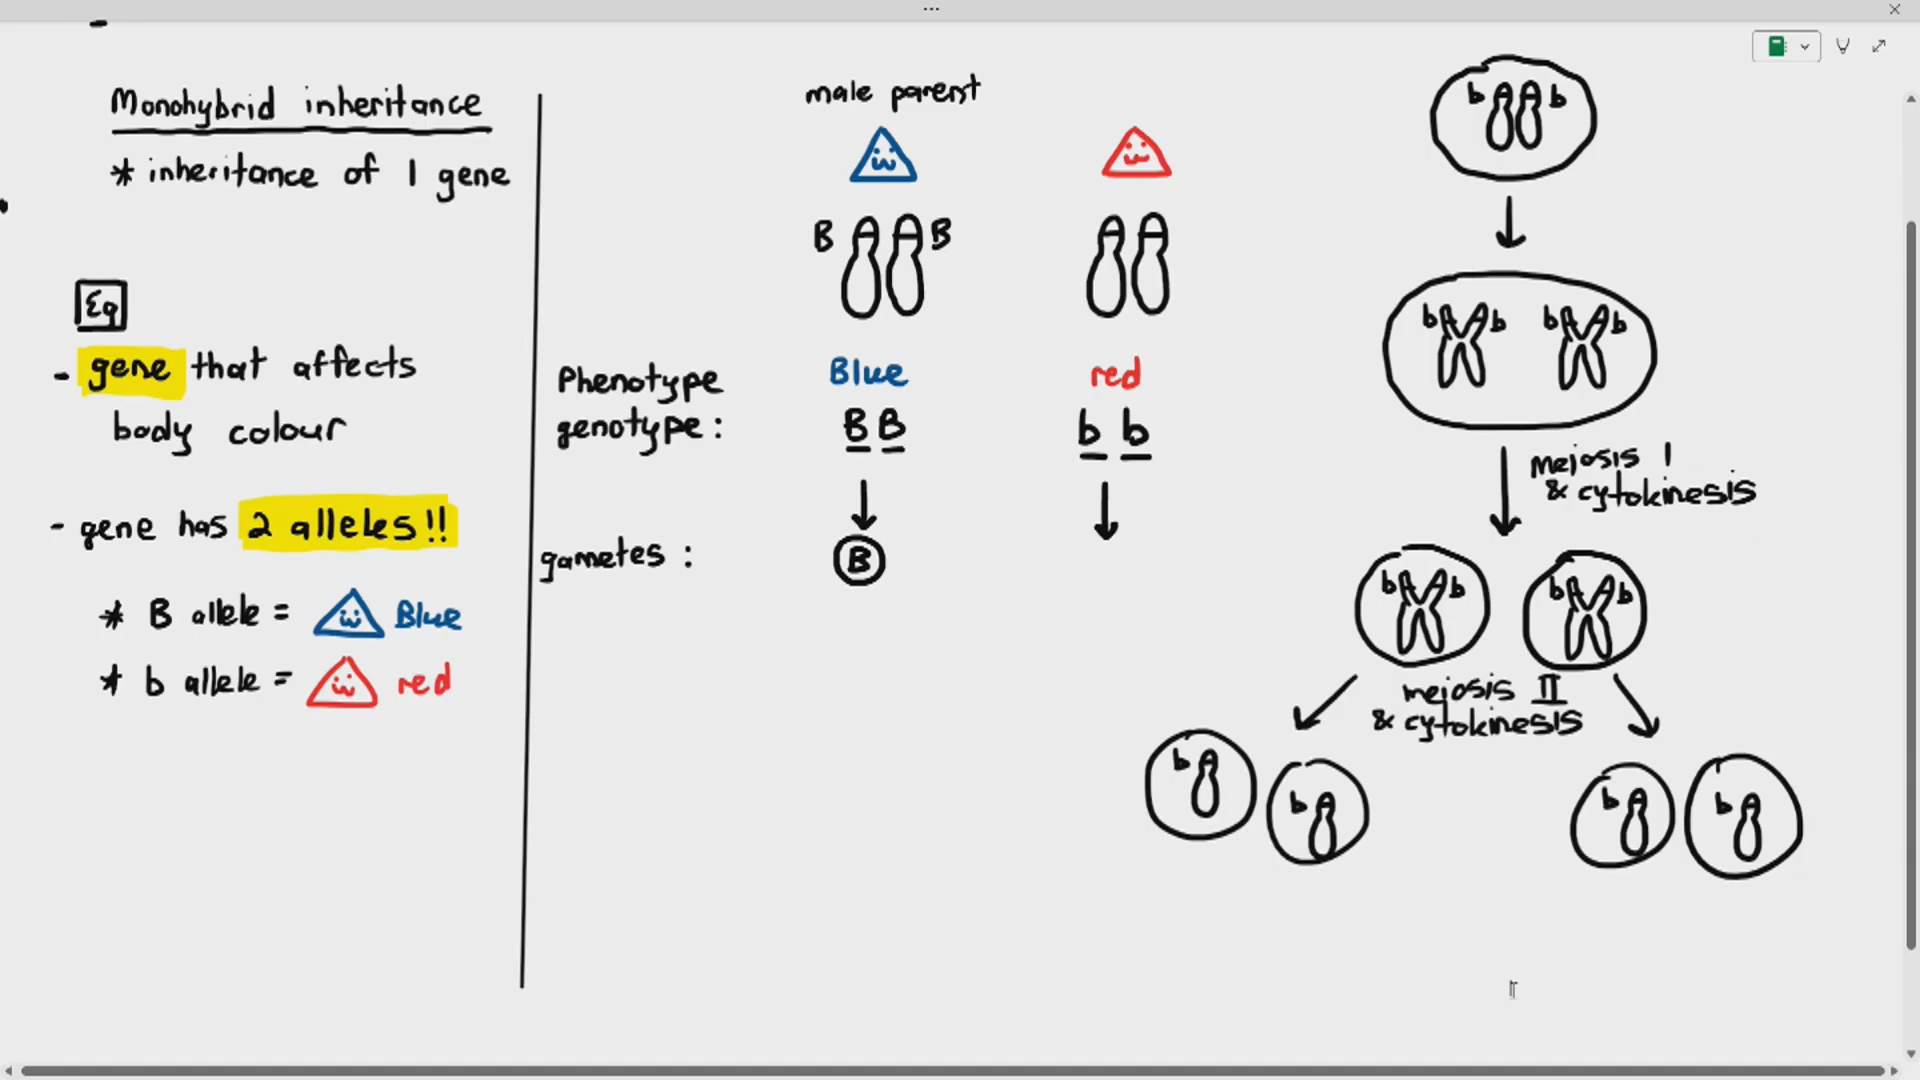 Monohybrid inheritance
* inheritance of 1 gene
Eg
- gene that affects
body colour
- gene has 2 alleles!!
* B allele = Blue
* b allele = red
male parent
B B
Phenotype Blue red
genotype: BB bb
gametes: B
b b
b b b b
meiosis I
& cytokinesis
b b b b
meiosis II
& cytokinesis
b b b b